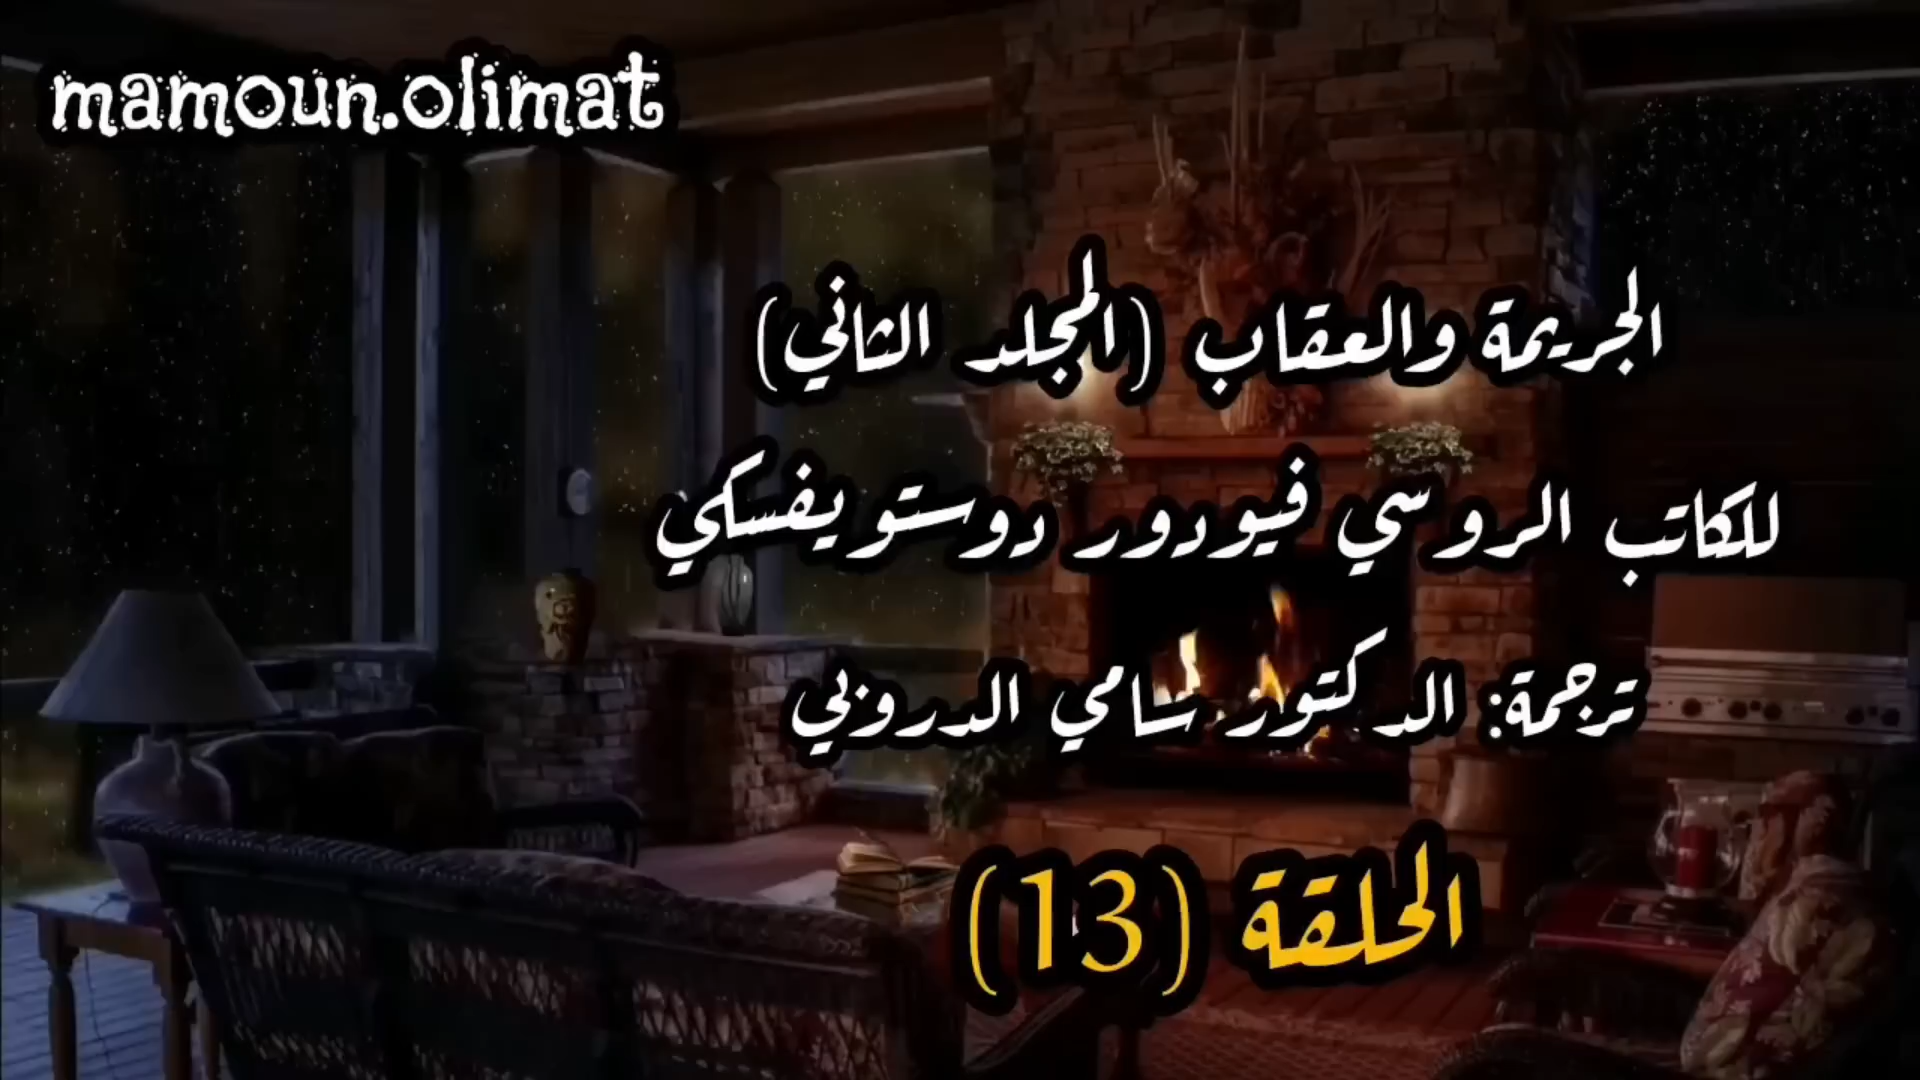 mamoun.olimat
الجريمة والعقاب (المجلد الثاني)
للكاتب الروسي فيودور دوستويفسكي
ترجمة: الدكتور سامي الدروبي
الحلقة (13)